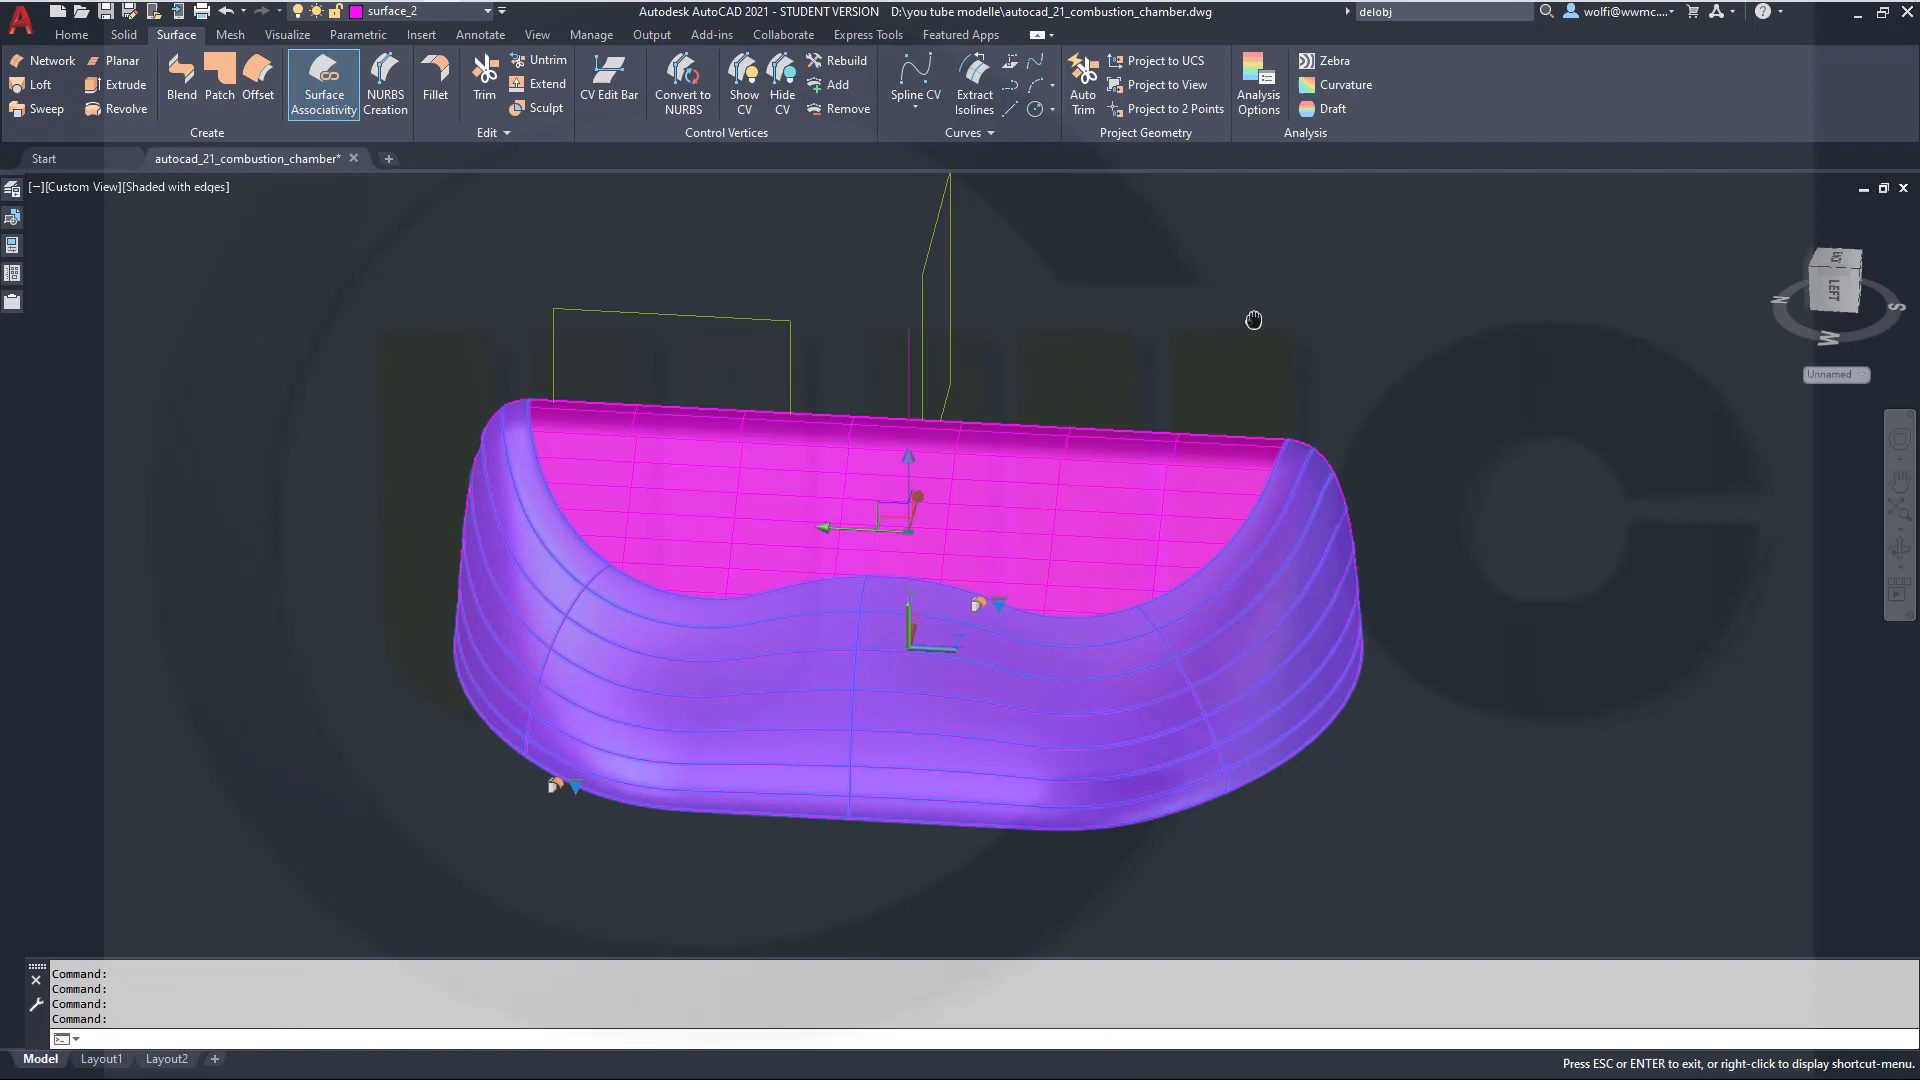 surface_2
Autodesk AutoCAD 2021 - STUDENT VERSION D:\you tube modelle\autocad_21_combustion_chamber.dwg
delobj
wolfi@wwmc....
Home Solid Surface Mesh Visualize Parametric Insert Annotate View Manage Output Add-ins Collaborate Express Tools Featured Apps
Network Planar
Loft Extrude
Sweep Revolve
Create
Blend Patch Offset
Surface Associativity
NURBS Creation
Fillet
Trim
Untrim
Extend
Sculpt
Edit
CV Edit Bar
Convert to NURBS
Show CV
Hide CV
Rebuild
Add
Remove
Control Vertices
Spline CV
Extract Isolines
Curves
Auto Trim
Project to UCS
Project to View
Project to 2 Points
Project Geometry
Analysis Options
Zebra
Curvature
Draft
Analysis
Start
autocad_21_combustion_chamber*
[−][Custom View][Shaded with edges]
LEFT
N
S
W
Unnamed
Z
Command:
Command:
Command:
Command:
Model Layout1 Layout2
Press ESC or ENTER to exit, or right-click to display shortcut-menu.